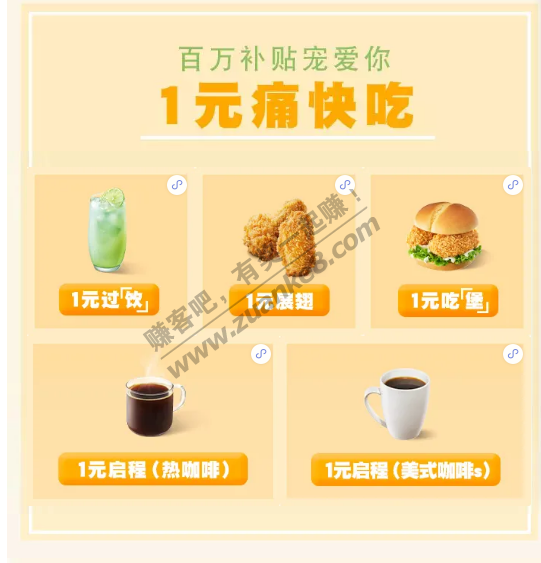 百万补贴宠爱你
1元痛快吃
1元过「饮」
1元展翅
1元吃「堡」
1元启程（热咖啡）
1元启程（美式咖啡s）
赚客吧，有奖一起赚！
www.zuanke8.com